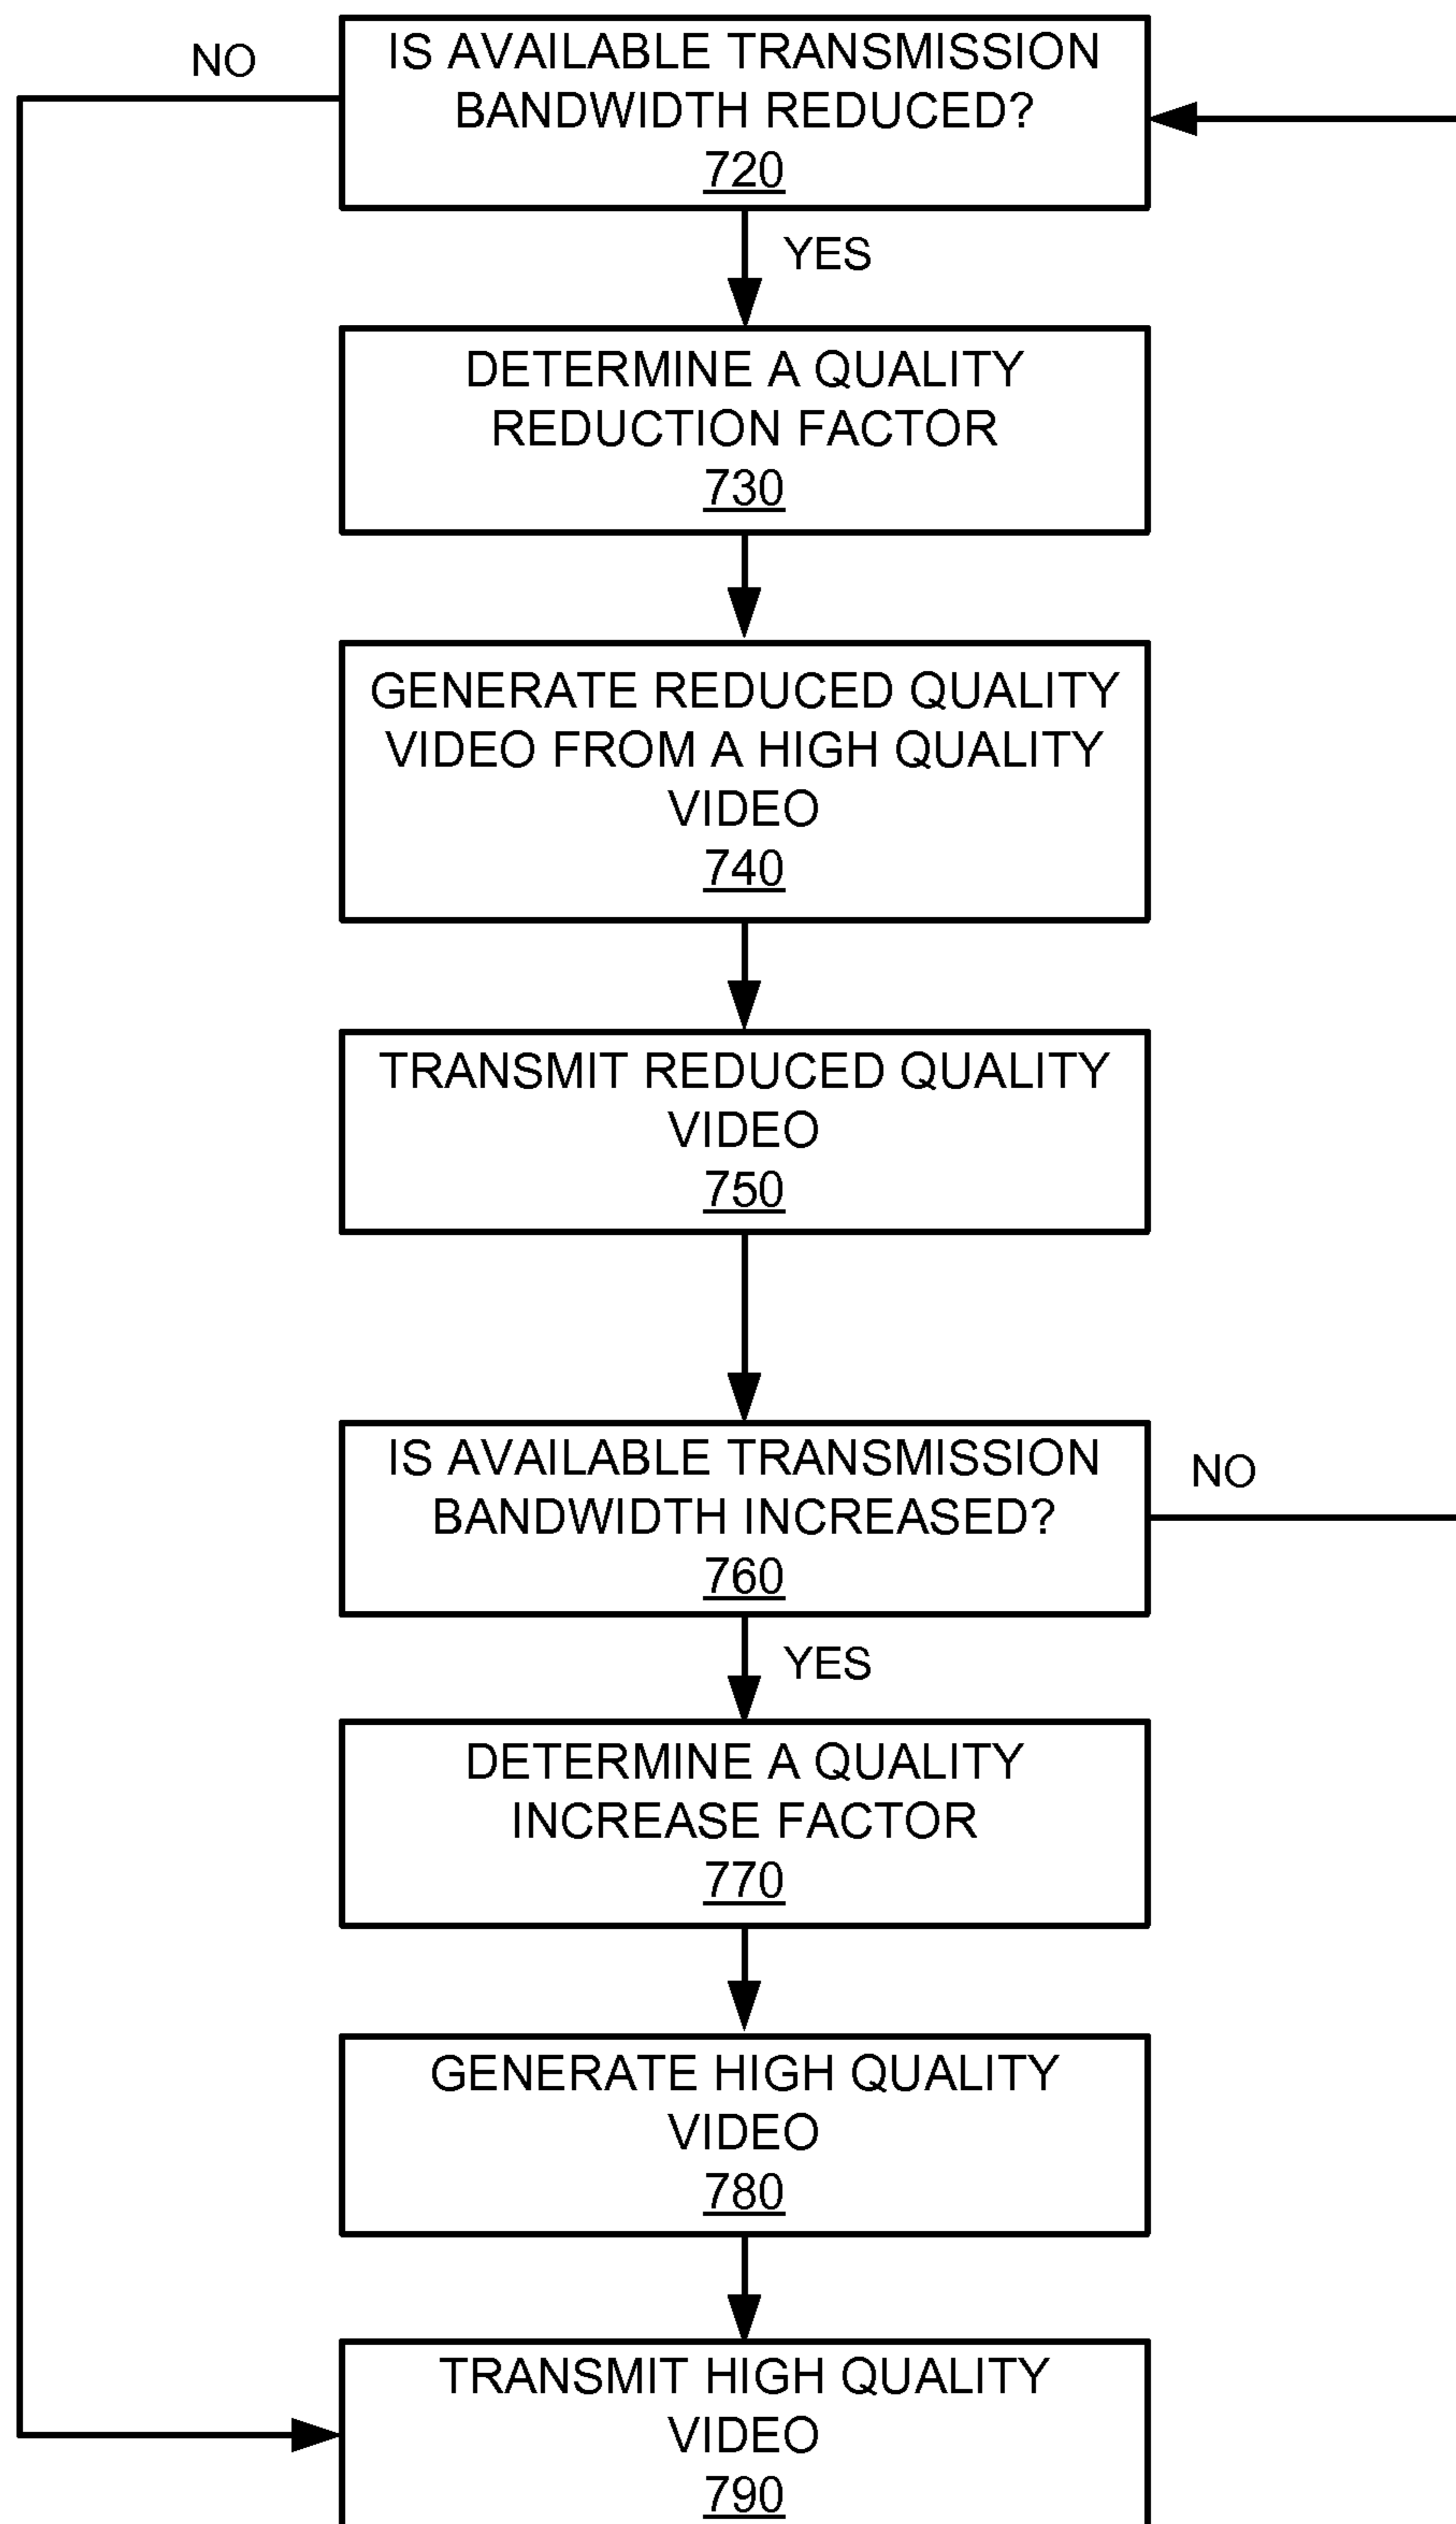 NO
IS AVAILABLE TRANSMISSION
BANDWIDTH REDUCED?
720
YES
DETERMINE A QUALITY
REDUCTION FACTOR
730
GENERATE REDUCED QUALITY
VIDEO FROM A HIGH QUALITY
VIDEO
740
TRANSMIT REDUCED QUALITY
VIDEO
750
IS AVAILABLE TRANSMISSION
BANDWIDTH INCREASED?
760
NO
YES
DETERMINE A QUALITY
INCREASE FACTOR
770
GENERATE HIGH QUALITY
VIDEO
780
TRANSMIT HIGH QUALITY
VIDEO
790